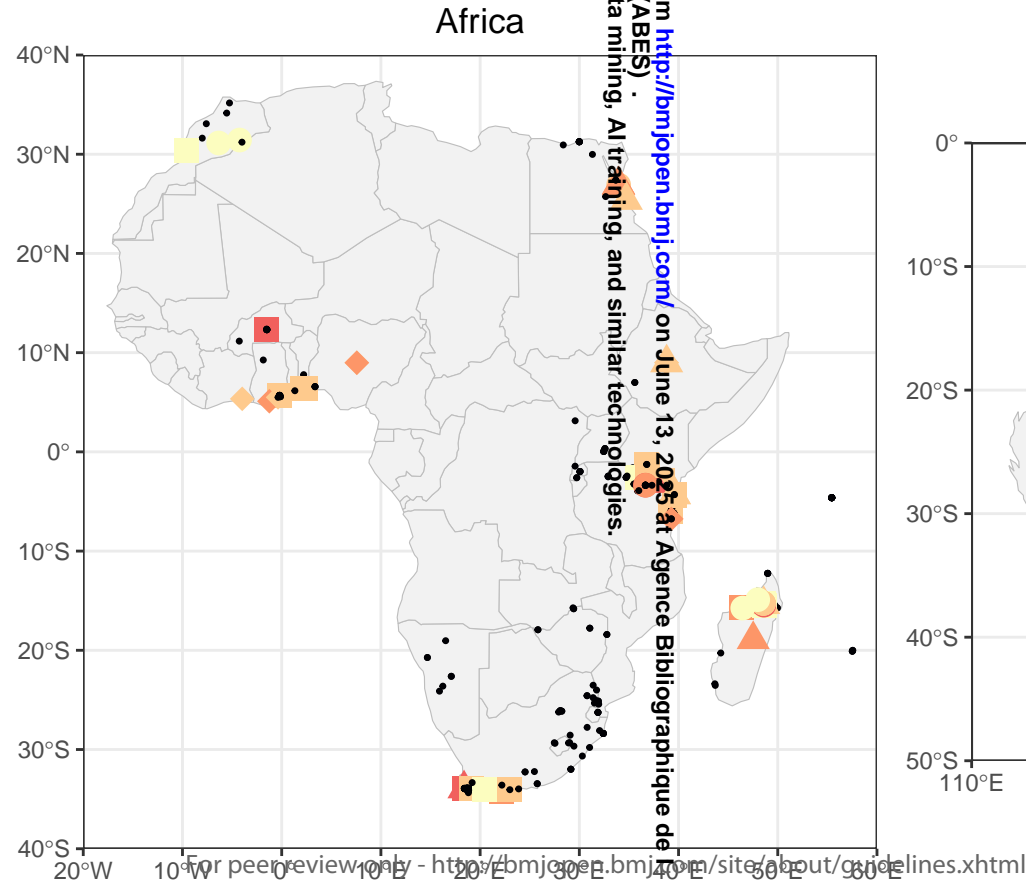 Africa
40°N
30°N
20°N
10°N
0°
10°S
20°S
30°S
40°S
20°W
10°W
0°
10°E
20°E
30°E
40°E
50°E
60°E
0°
10°S
20°S
30°S
40°S
50°S
110°E
m http://bmjopen.bmj.com/ on June 13, 2025 at Agence Bibliographique de l
(ABES) .
ta mining, AI training, and similar technologies.
For peer review only - http://bmjopen.bmj.com/site/about/guidelines.xhtml